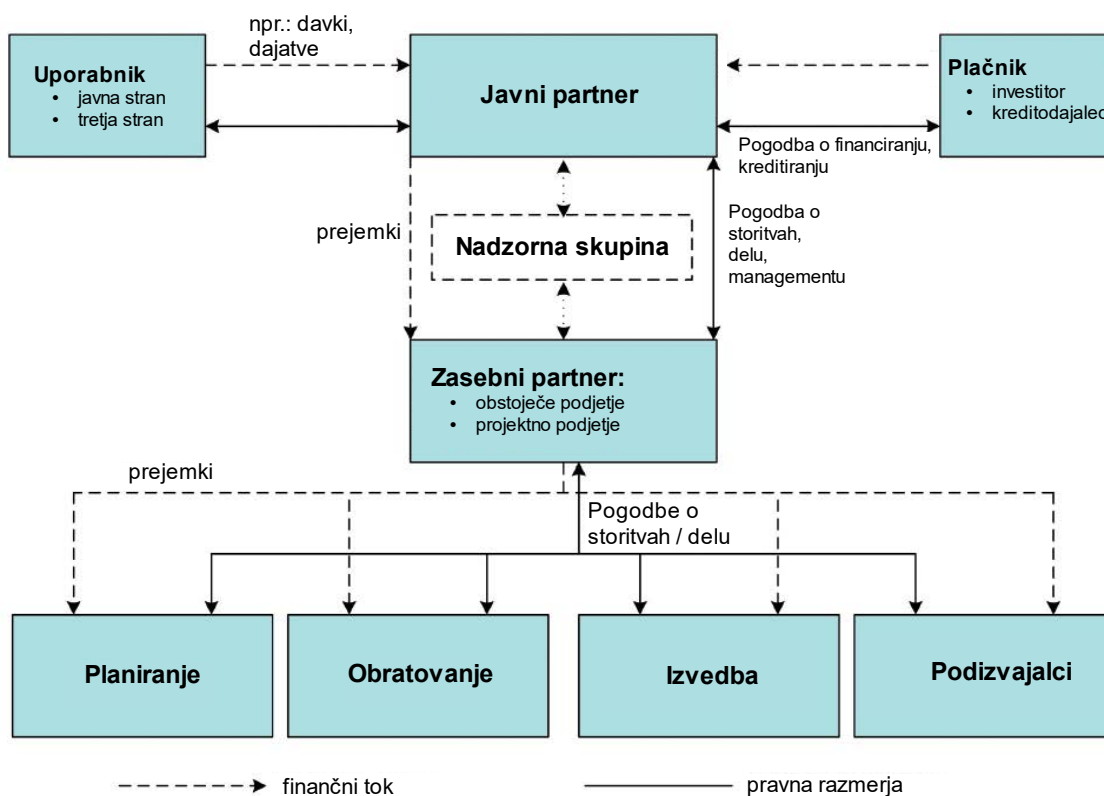 npr.: davki,
dajatve
Uporabnik
• javna stran
• tretja stran
Javni partner
Plačnik
• investitor
• kreditodajalec
Pogodba o financiranju,
kreditiranju
prejemki
Nadzorna skupina
Pogodba o
storitvah,
delu,
managementu
Zasebni partner:
• obstoječe podjetje
• projektno podjetje
prejemki
Pogodbe o
storitvah / delu
Planiranje
Obratovanje
Izvedba
Podizvajalci
finančni tok
pravna razmerja